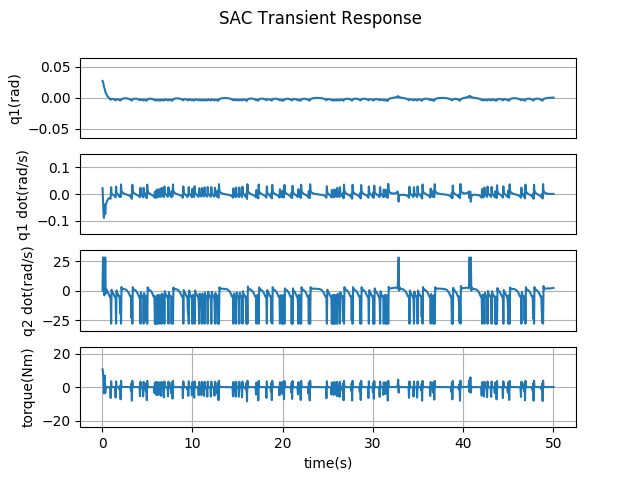 SAC Transient Response
q1(rad)
0.05
0.00
−0.05
q1 dot(rad/s)
0.1
0.0
−0.1
q2 dot(rad/s)
25
0
−25
torque(Nm)
20
0
−20
0 10 20 30 40 50
time(s)